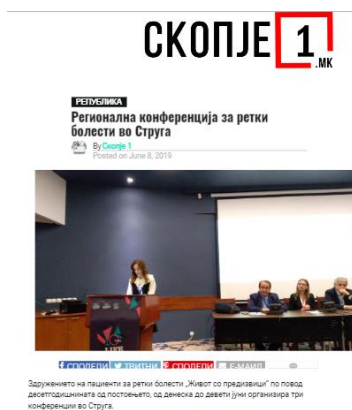 СКОПЈЕ 1
.МК
РЕПУБЛИКА
Регионална конференција за ретки
болести во Струга
By Скопје 1
Posted on June 8, 2019
СПОДЕЛИ ТВИТНИ СПОДЕЛИ Е-МАИЛ
Здружението на пациенти за ретки болести „Живот со предизвици“ по повод
десетгодишнината од постоењето, од денеска до девети јуни организира три
конференции во Струга.